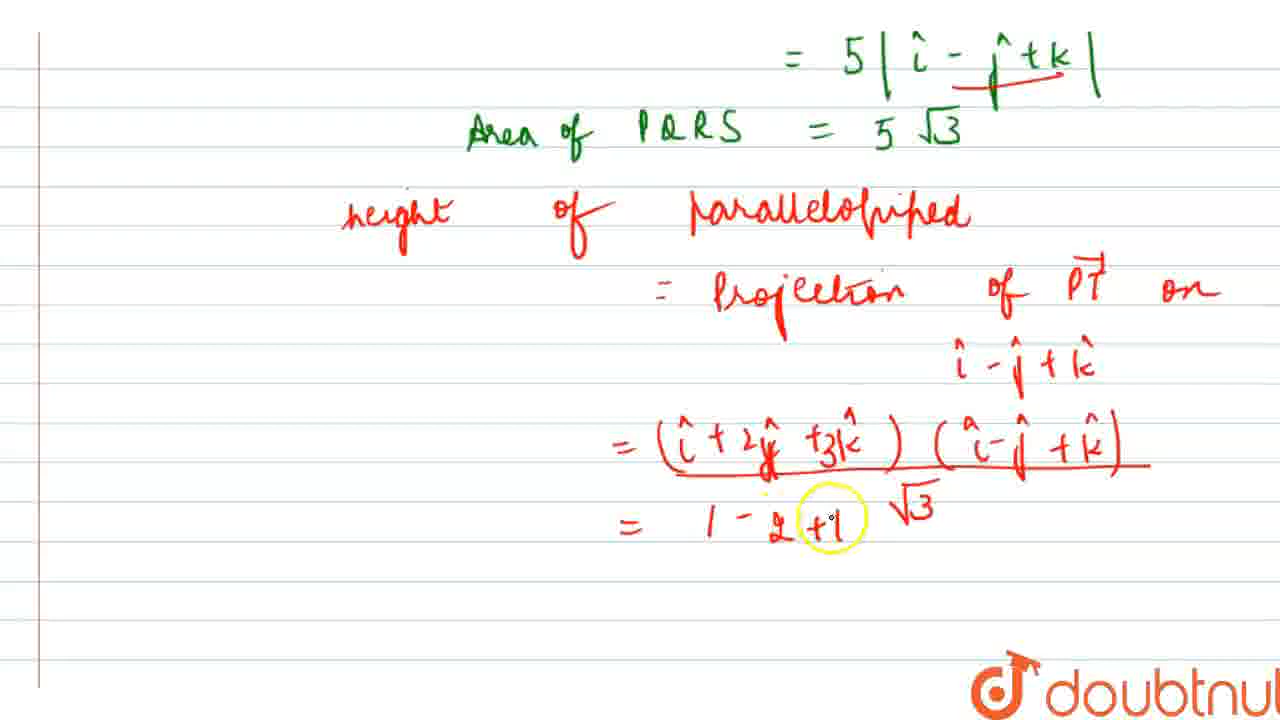 = 5 | î - ĵ + k |
Area of PQRS = 5 √3
height of parallelopiped
= Projection of PT⃗ on
î - ĵ + k̂
= (î + 2ĵ + 3k̂) (î - ĵ + k̂)
√3
= 1 - 2 + 1
doubtnut